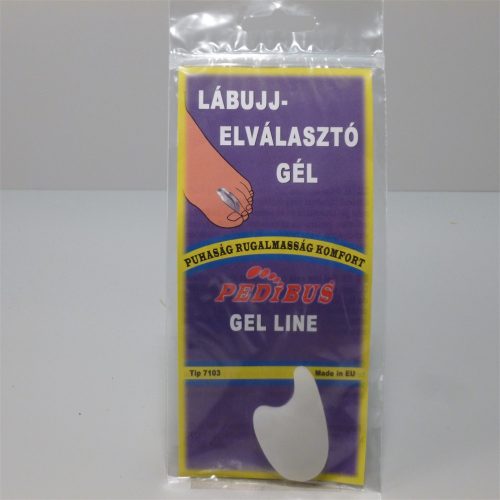 LÁBUJJ-
ELVÁLASZTÓ
GÉL
PUHASÁG RUGALMASSÁG KOMFORT
PEDIBUS
GEL LINE
Tip 7103 Made in EU